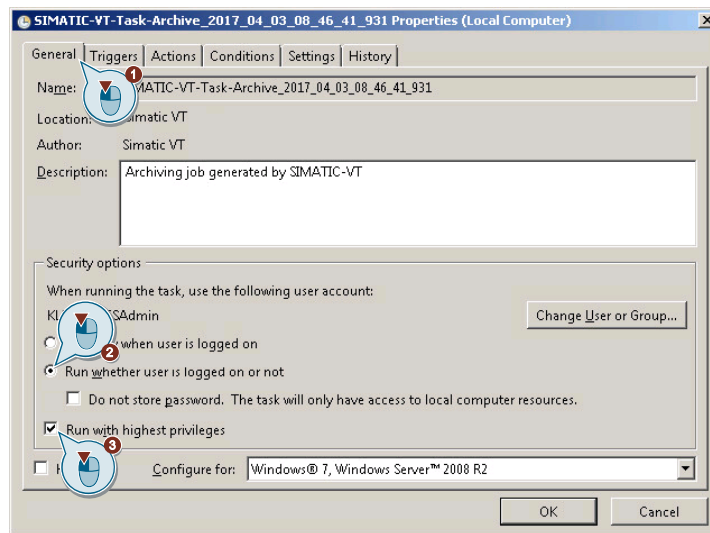 SIMATIC-VT-Task-Archive_2017_04_03_08_46_41_931 Properties (Local Computer)
General Triggers Actions Conditions Settings History
1
Name: MATIC-VT-Task-Archive_2017_04_03_08_46_41_931
Location: imatic VT
Author: Simatic VT
Description: Archiving job generated by SIMATIC-VT
Security options
When running the task, use the following user account:
SAdmin
Change User or Group...
when user is logged on
2
Run whether user is logged on or not
Do not store password. The task will only have access to local computer resources.
Run with highest privileges
3
Configure for: Windows® 7, Windows Server™ 2008 R2
OK Cancel